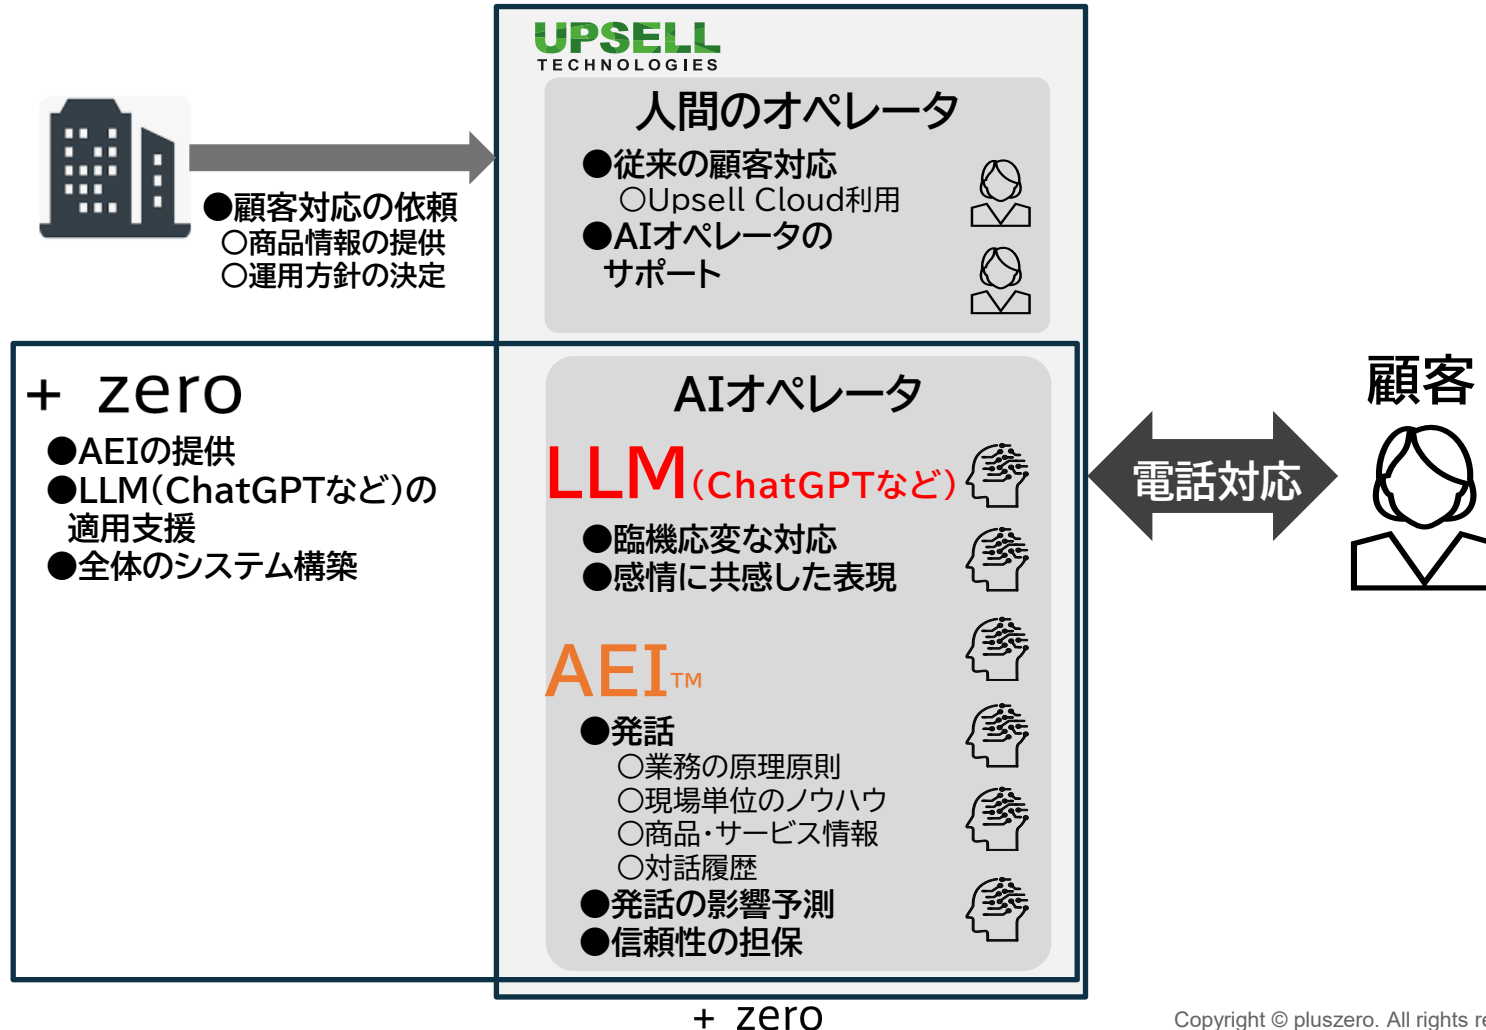 UPSELL
TECHNOLOGIES
人間のオペレータ
●従来の顧客対応
○Upsell Cloud利用
●AIオペレータの
サポート
●顧客対応の依頼
○商品情報の提供
○運用方針の決定
+ zero
●AEIの提供
●LLM(ChatGPTなど)の
適用支援
●全体のシステム構築
AIオペレータ
LLM(ChatGPTなど)
●臨機応変な対応
●感情に共感した表現
AEI™
●発話
○業務の原理原則
○現場単位のノウハウ
○商品・サービス情報
○対話履歴
●発話の影響予測
●信頼性の担保
電話対応
顧客
+ zero
Copyright © pluszero. All rights re